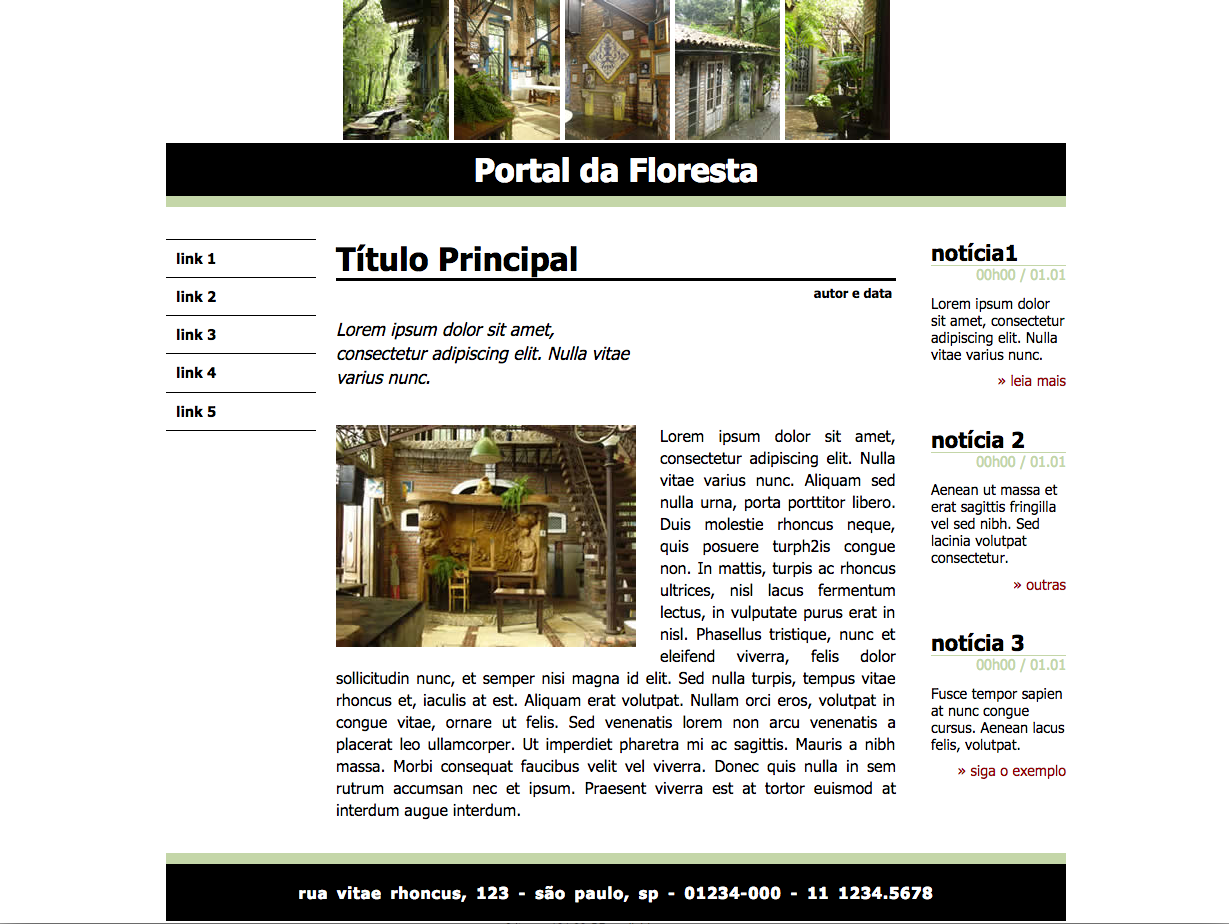 Portal da Floresta
link 1
link 2
link 3
link 4
link 5
Título Principal
autor e data
Lorem ipsum dolor sit amet,
consectetur adipiscing elit. Nulla vitae
varius nunc.
Lorem ipsum dolor sit amet,
consectetur adipiscing elit. Nulla
vitae varius nunc. Aliquam sed
nulla urna, porta porttitor libero.
Duis molestie rhoncus neque,
quis posuere turph2is congue
non. In mattis, turpis ac rhoncus
ultrices, nisl lacus fermentum
lectus, in vulputate purus erat in
nisl. Phasellus tristique, nunc et
eleifend viverra, felis dolor
sollicitudin nunc, et semper nisi magna id elit. Sed nulla turpis, tempus vitae
rhoncus et, iaculis at est. Aliquam erat volutpat. Nullam orci eros, volutpat in
congue vitae, ornare ut felis. Sed venenatis lorem non arcu venenatis a
placerat leo ullamcorper. Ut imperdiet pharetra mi ac sagittis. Mauris a nibh
massa. Morbi consequat faucibus velit vel viverra. Donec quis nulla in sem
rutrum accumsan nec et ipsum. Praesent viverra est at tortor euismod at
interdum augue interdum.
notícia1
00h00 / 01.01
Lorem ipsum dolor
sit amet, consectetur
adipiscing elit. Nulla
vitae varius nunc.
» leia mais
notícia 2
00h00 / 01.01
Aenean ut massa et
erat sagittis fringilla
vel sed nibh. Sed
lacinia volutpat
consectetur.
» outras
notícia 3
00h00 / 01.01
Fusce tempor sapien
at nunc congue
cursus. Aenean lacus
felis, volutpat.
» siga o exemplo
rua vitae rhoncus, 123 - são paulo, sp - 01234-000 - 11 1234.5678